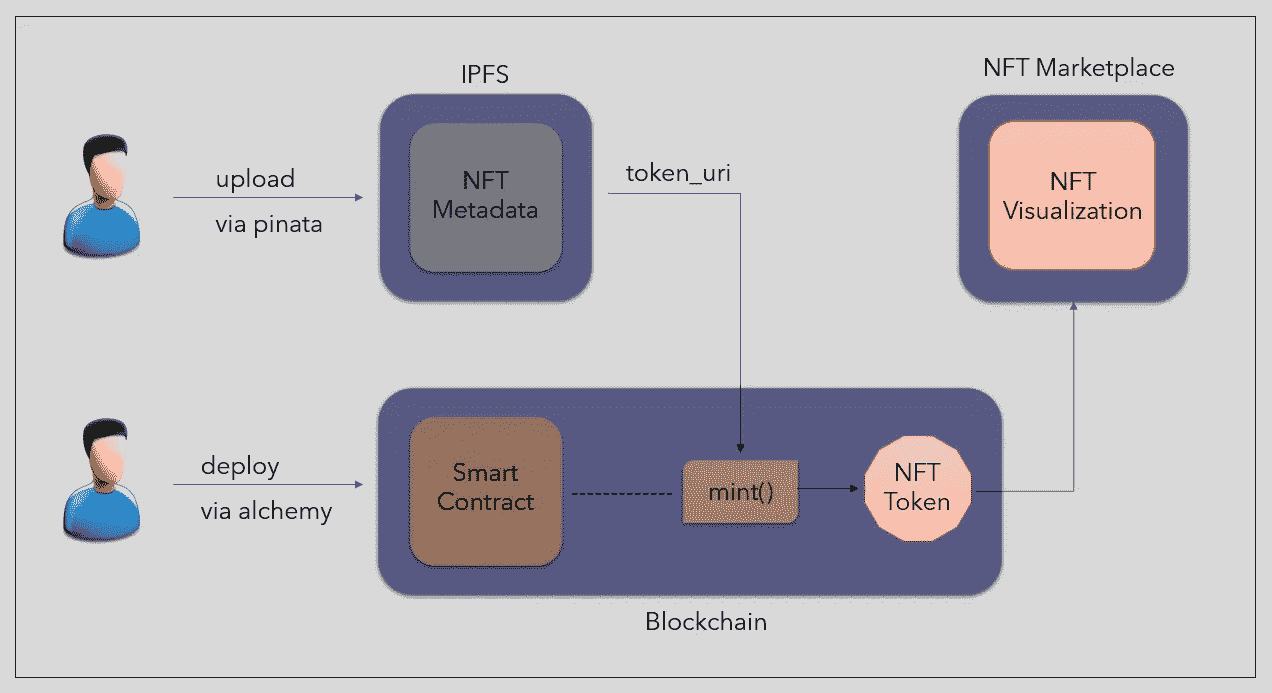 IPFS
NFT Marketplace
upload
via pinata
NFT
Metadata
token_uri
NFT
Visualization
deploy
via alchemy
Smart
Contract
mint()
NFT
Token
Blockchain